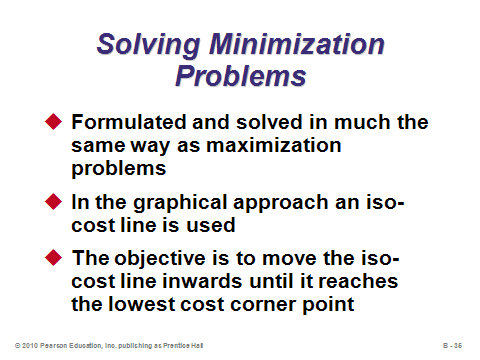 Solving Minimization
Problems
Formulated and solved in much the
same way as maximization
problems
In the graphical approach an iso-
cost line is used
The objective is to move the iso-
cost line inwards until it reaches
the lowest cost corner point
© 2010 Pearson Education, Inc. publishing as Prentice Hall
B - 35